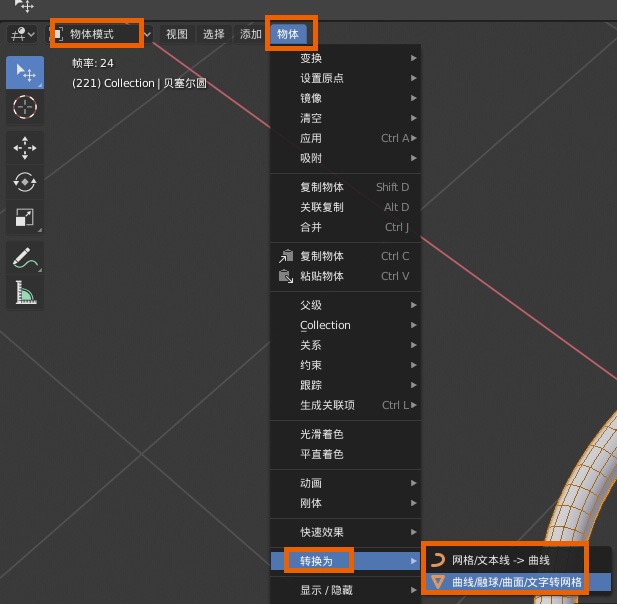 物体模式 视图 选择 添加 物体
帧率: 24
(221) Collection | 贝塞尔圆
变换
设置原点
镜像
清空
应用 Ctrl A
吸附
复制物体 Shift D
关联复制 Alt D
合并 Ctrl J
复制物体 Ctrl C
粘贴物体 Ctrl V
父级
Collection
关系
约束
跟踪
生成关联项 Ctrl L
光滑着色
平直着色
动画
刚体
快速效果
转换为
网格/文本线 -> 曲线
曲线/融球/曲面/文字转网格
显示 / 隐藏